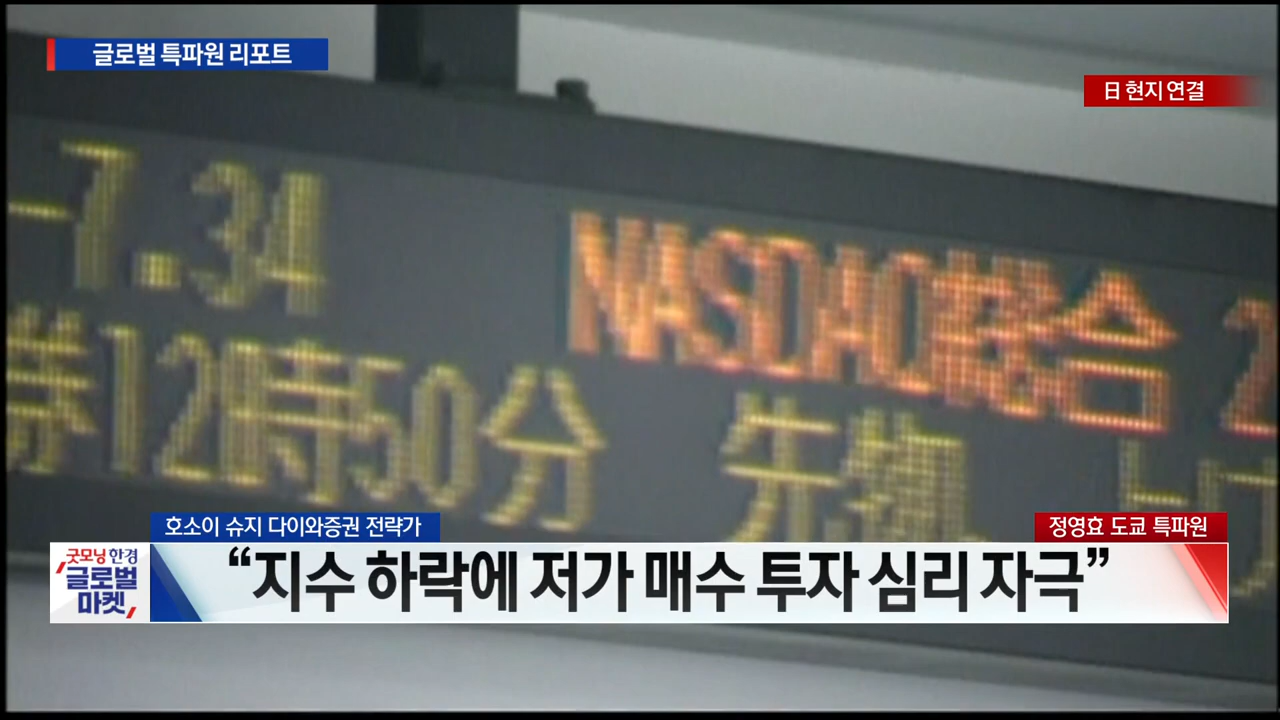 글로벌 특파원 리포트
日 현지 연결
-7.34
NASDAQ総合 2
券12時50分 先物
호소이 슈지 다이와증권 전략가
정영효 도쿄 특파원
굿모닝 한경
글로벌
마켓
“지수 하락에 저가 매수 투자 심리 자극”